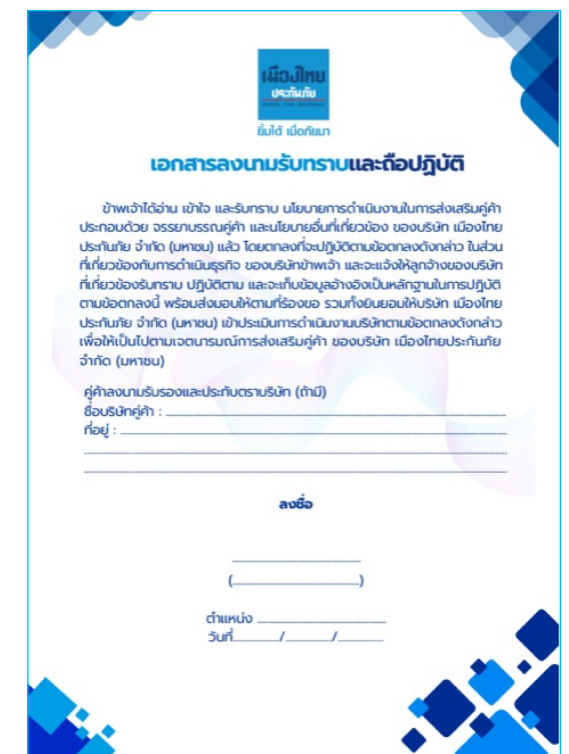 เมืองไทย
ประกันภัย
ยิ้มได้ เมื่อภัยมา
เอกสารลงนามรับทราบและถือปฏิบัติ
ข้าพเจ้าได้อ่าน เข้าใจ และรับทราบ นโยบายการดำเนินงานในการส่งเสริมคู่ค้า
ประกอบด้วย จรรยาบรรณคู่ค้า และนโยบายอื่นที่เกี่ยวข้อง ของบริษัท เมืองไทย
ประกันภัย จำกัด (มหาชน) แล้ว โดยตกลงที่จะปฏิบัติตามข้อตกลงดังกล่าว ในส่วน
ที่เกี่ยวข้องกับการดำเนินธุรกิจ ของบริษัทข้าพเจ้า และจะแจ้งให้ลูกจ้างของบริษัท
ที่เกี่ยวข้องรับทราบ ปฏิบัติตาม และจะเก็บข้อมูลอ้างอิงเป็นหลักฐานในการปฏิบัติ
ตามข้อตกลงนี้ พร้อมส่งมอบให้ตามที่ร้องขอ รวมทั้งยินยอมให้บริษัท เมืองไทย
ประกันภัย จำกัด (มหาชน) เข้าประเมินการดำเนินงานบริษัทตามข้อตกลงดังกล่าว
เพื่อให้เป็นไปตามเจตนารมณ์การส่งเสริมคู่ค้า ของบริษัท เมืองไทยประกันภัย
จำกัด (มหาชน)
คู่ค้าลงนามรับรองและประทับตราบริษัท (ถ้ามี)
ชื่อบริษัทคู่ค้า :
ที่อยู่ :
ลงชื่อ
(....................)
ตำแหน่ง
วันที่........../........../..........